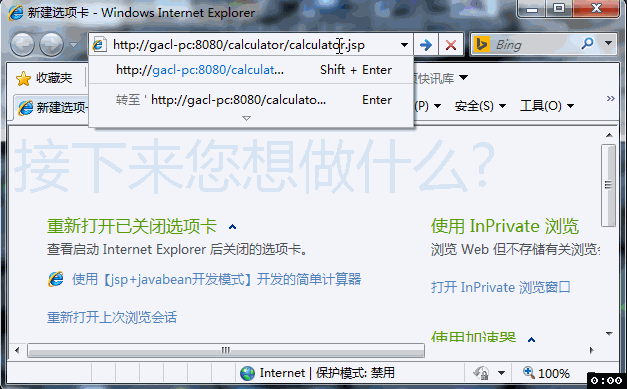 新建选项卡 - Windows Internet Explorer
http://gacl-pc:8080/calculator/calculator.jsp
Bing
http://gacl-pc:8080/calculat... Shift + Enter
转至 ' http://gacl-pc:8080/calculato... Enter
收藏夹
快讯库
新建选项卡
(P) 安全(S) 工具(O)
接下来您想做什么?
重新打开已关闭选项卡
查看启动 Internet Explorer 后关闭的选项卡。
使用【jsp+javabean开发模式】开发的简单计算器
重新打开上次浏览会话
使用 InPrivate 浏览
浏览 Web 但不存储有关浏览会
打开 InPrivate 浏览窗口
使用加速器
Internet | 保护模式: 禁用
100%
0:00